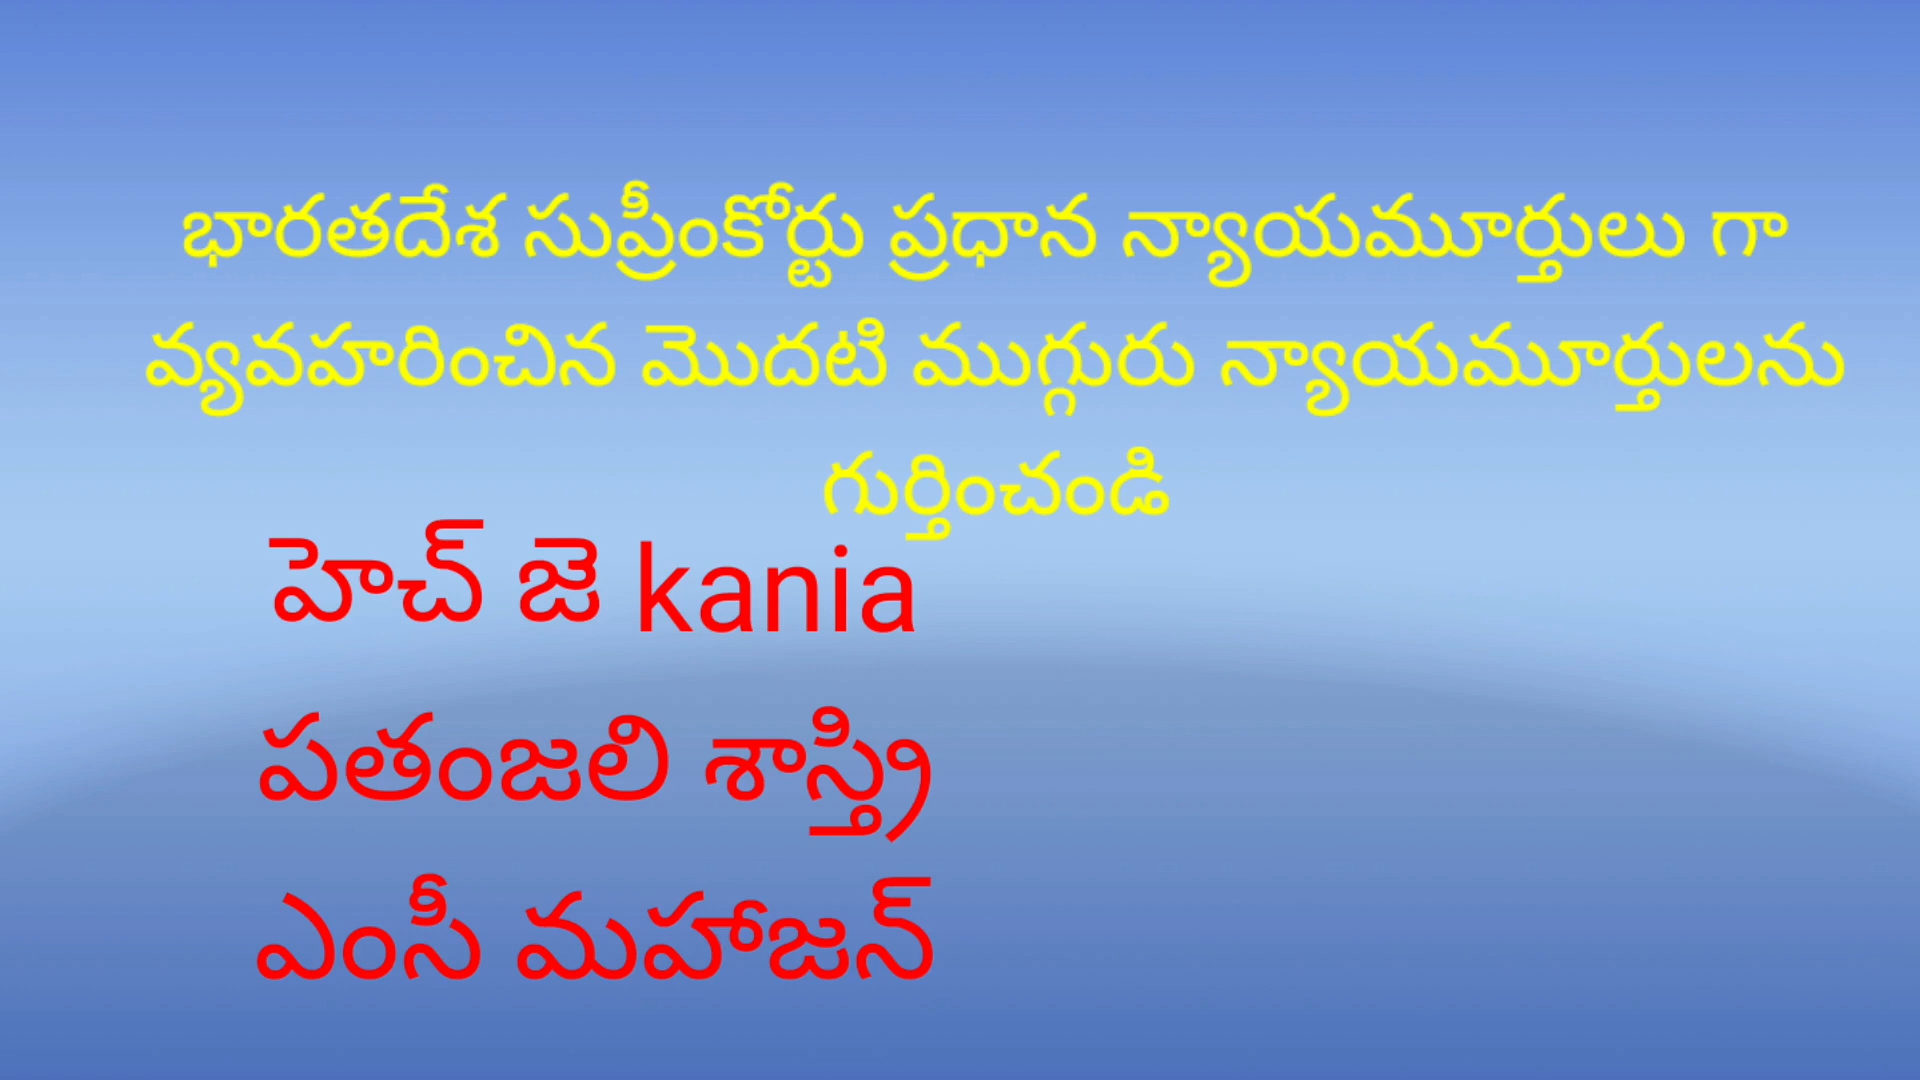 భారతదేశ సుప్రీంకోర్టు ప్రధాన న్యాయమూర్తులు గా
వ్యవహరించిన మొదటి ముగ్గురు న్యాయమూర్తులను
గుర్తించండి
హెచ్ జె kania
పతంజలి శాస్త్రి
ఎంసీ మహాజన్